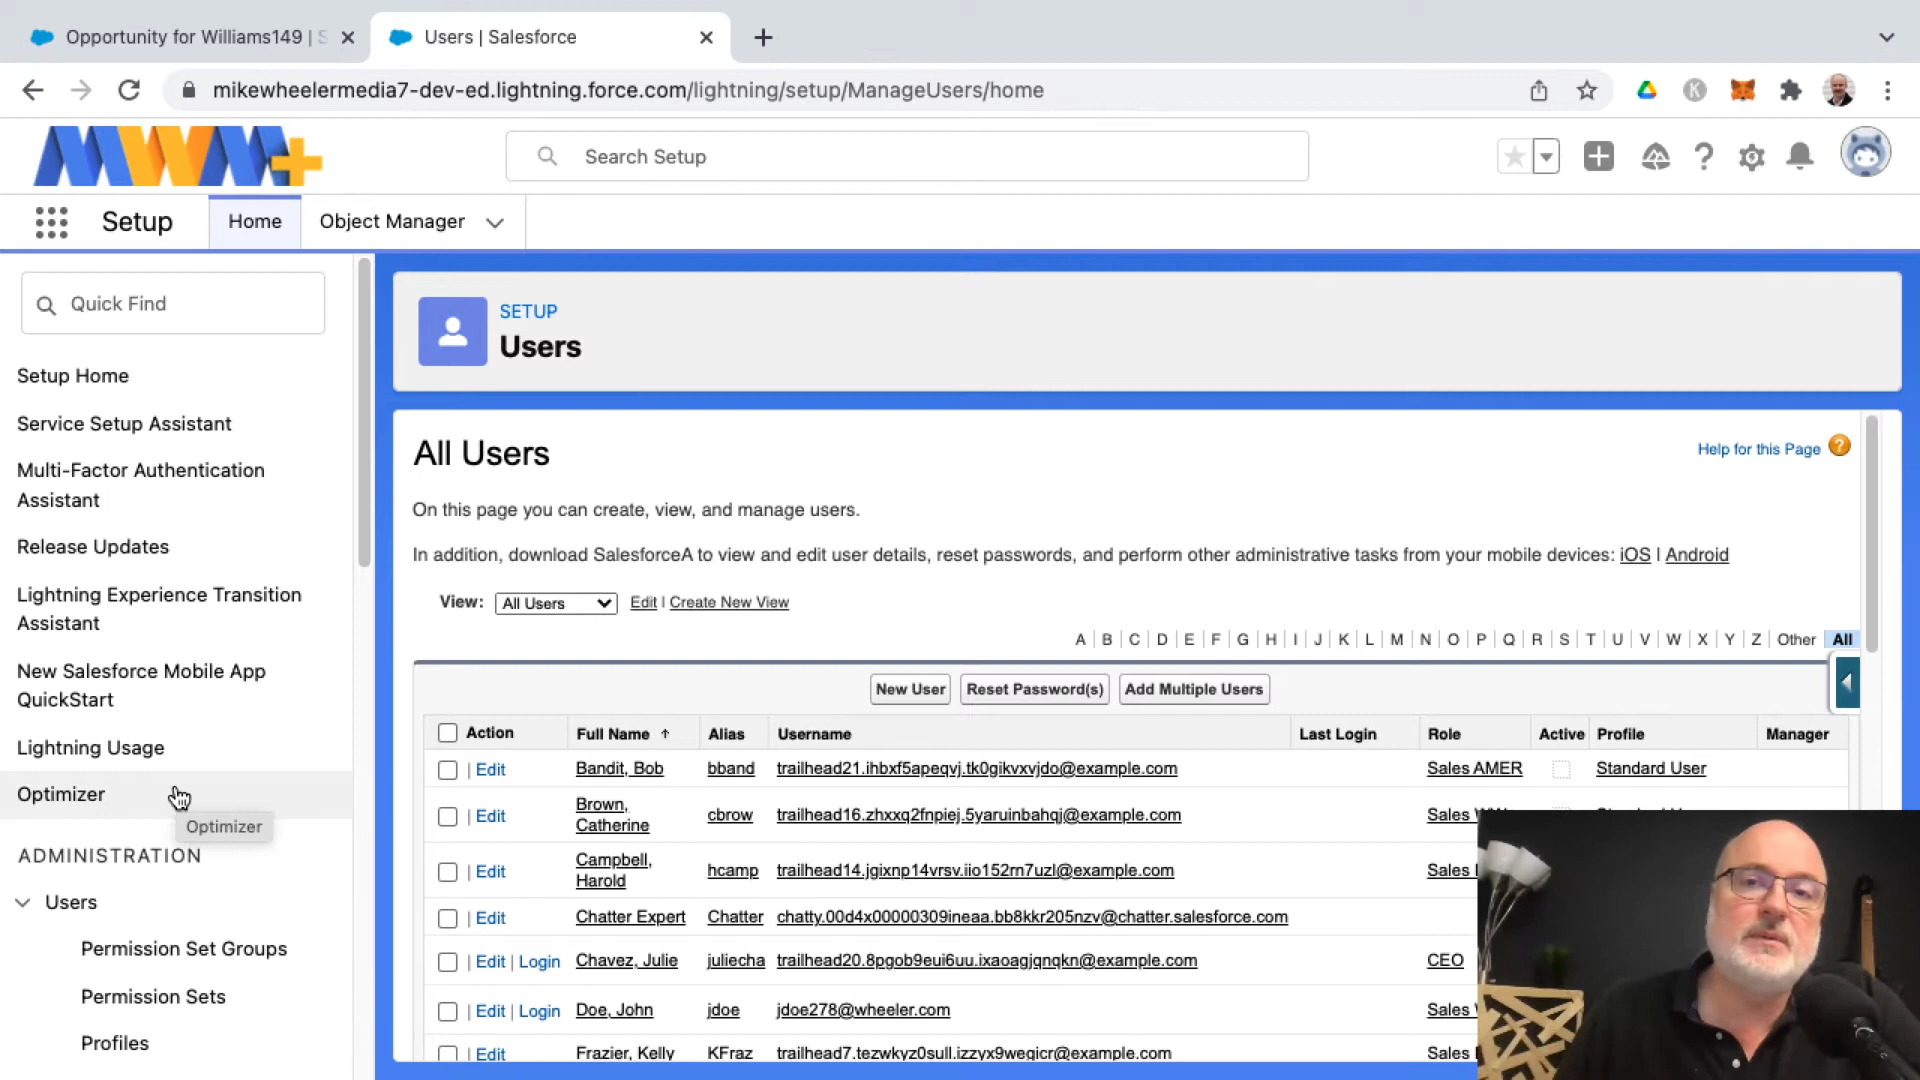 Opportunity for Williams149 | S
Users | Salesforce
mikewheelermedia7-dev-ed.lightning.force.com/lightning/setup/ManageUsers/home
MWM+
Search Setup
Setup
Home
Object Manager
Quick Find
Setup Home
Service Setup Assistant
Multi-Factor Authentication
Assistant
Release Updates
Lightning Experience Transition
Assistant
New Salesforce Mobile App
QuickStart
Lightning Usage
Optimizer
Optimizer
ADMINISTRATION
Users
Permission Set Groups
Permission Sets
Profiles
SETUP
Users
All Users
Help for this Page ?
On this page you can create, view, and manage users.
In addition, download SalesforceA to view and edit user details, reset passwords, and perform other administrative tasks from your mobile devices: iOS | Android
View: All Users Edit | Create New View
A | B | C | D | E | F | G | H | I | J | K | L | M | N | O | P | Q | R | S | T | U | V | W | X | Y | Z | Other | All
New User Reset Password(s) Add Multiple Users
Action Full Name ↑ Alias Username Last Login Role Active Profile Manager
| Edit Bandit, Bob bband trailhead21.ihbxf5apeqvj.tk0gikvxvjdo@example.com Sales AMER Standard User
| Edit Brown, Catherine cbrow trailhead16.zhxxq2fnpiej.5yaruinbahqj@example.com Sales
| Edit Campbell, Harold hcamp trailhead14.jgixnp14vrsv.iio152rn7uzl@example.com Sales
| Edit Chatter Expert Chatter chatty.00d4x00000309ineaa.bb8kkr205nzv@chatter.salesforce.com
| Edit | Login Chavez, Julie juliecha trailhead20.8pgob9eui6uu.ixaoagjqnqkn@example.com CEO
| Edit | Login Doe, John jdoe jdoe278@wheeler.com Sales
| Edit Frazier, Kelly KFraz trailhead7.tezwkyz0sull.izzyx9wegicr@example.com Sales